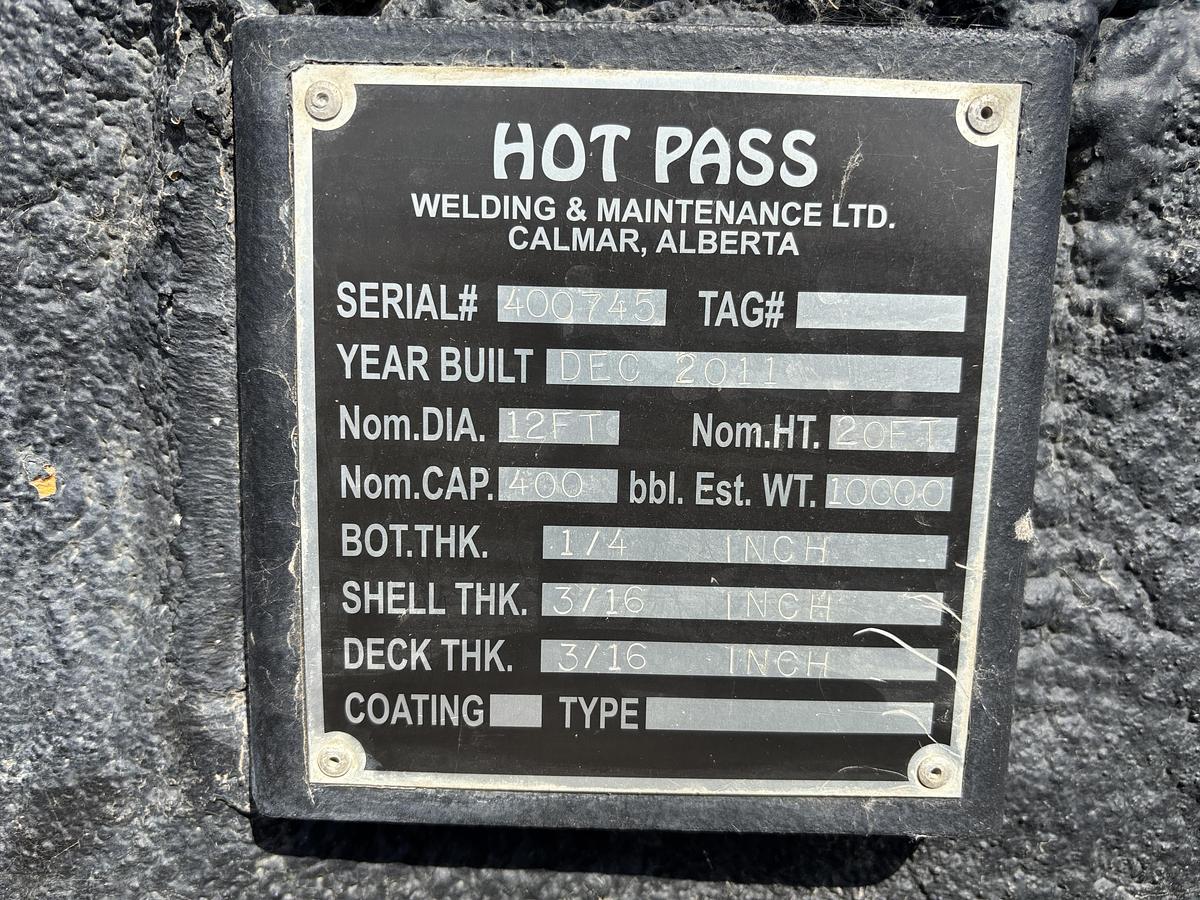 HOT PASS
WELDING & MAINTENANCE LTD.
CALMAR, ALBERTA
SERIAL# 400745 TAG#
YEAR BUILT DEC 2011
Nom.DIA. 12FT Nom.HT. 20FT
Nom.CAP. 400 bbl. Est. WT. 10000
BOT.THK. 1/4 INCH
SHELL THK. 3/16 INCH
DECK THK. 3/16 INCH
COATING TYPE